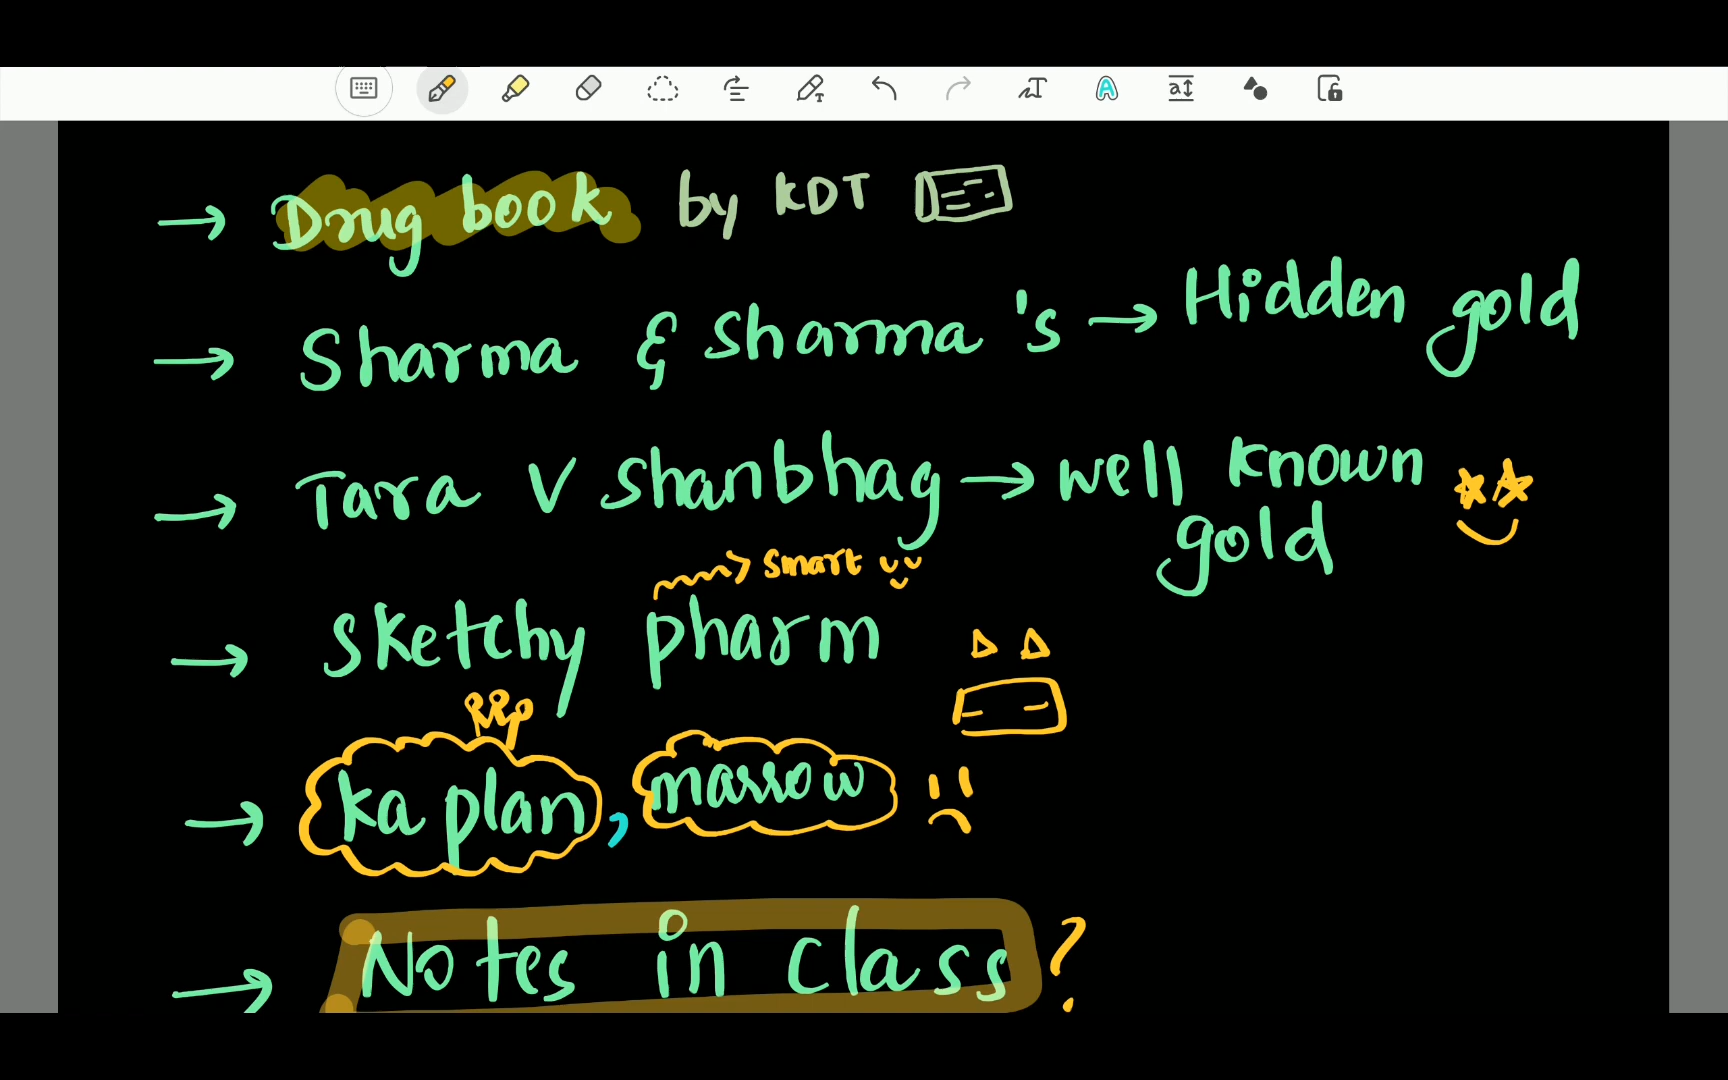 → Drug book by KDT
→ Sharma & Sharma's → Hidden gold
→ Tara V Shanbhag → well known gold
→ smart
→ Sketchy pharm
→ kaplan, marrow
→ Notes in class ?